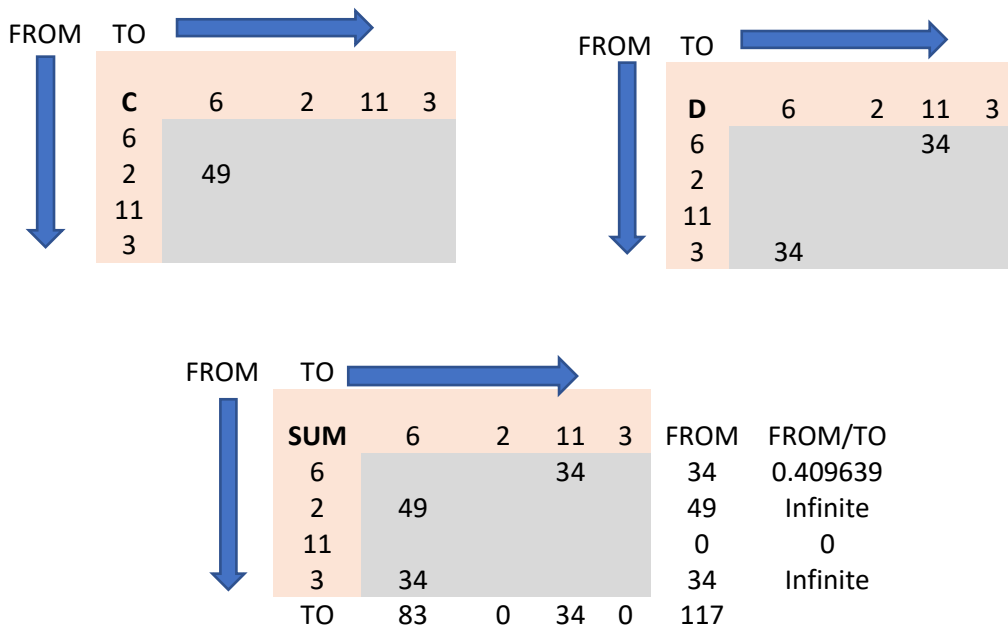 FROM TO
C 6 2 11 3
6
2 49
11
3
FROM TO
D 6 2 11 3
6 34
2
11
3 34
FROM TO
SUM 6 2 11 3 FROM FROM/TO
6 34 34 0.409639
2 49 49 Infinite
11 0 0
3 34 34 Infinite
TO 83 0 34 0 117